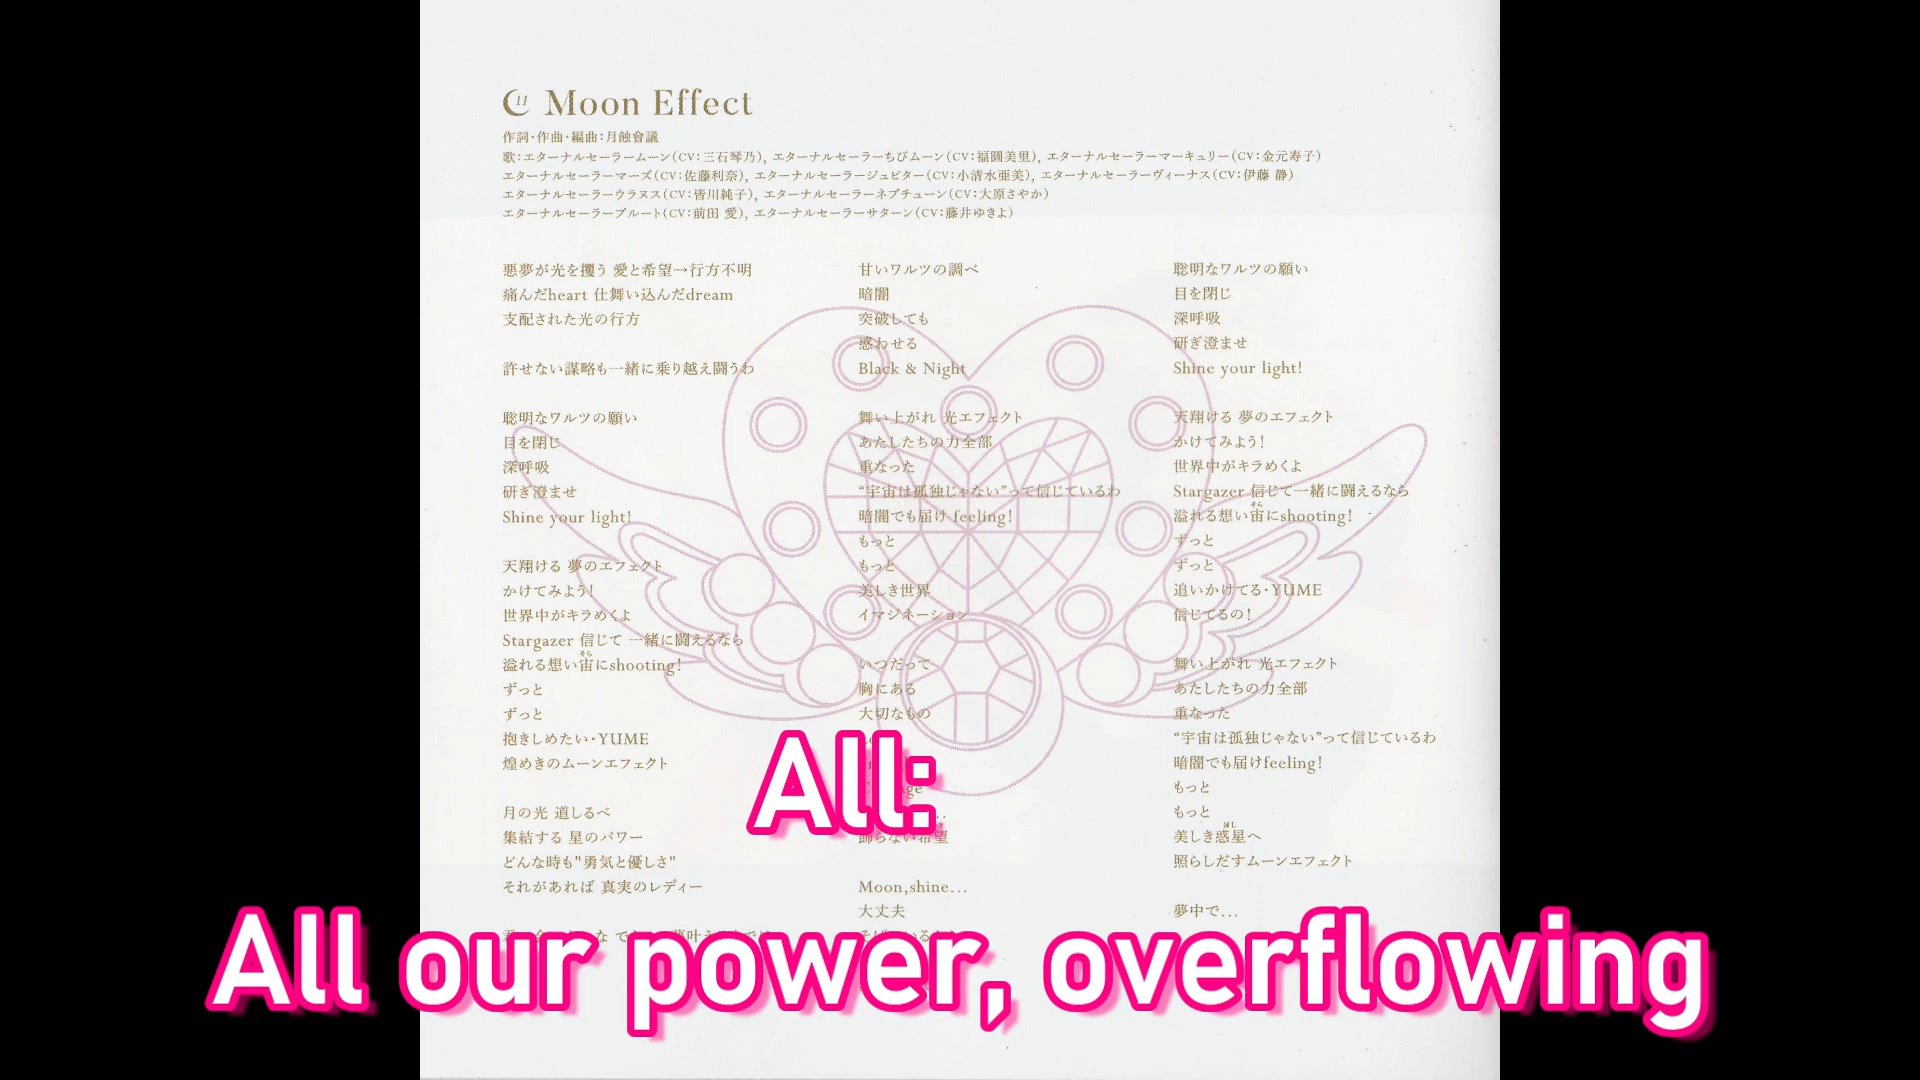 11 Moon Effect
作詞・作曲・編曲：月蝕會議
歌：エターナルセーラームーン（CV：三石琴乃）, エターナルセーラーちびムーン（CV：福圓美里）, エターナルセーラーマーキュリー（CV：金元寿子）
エターナルセーラーマーズ（CV：佐藤利奈）, エターナルセーラージュピター（CV：小清水亜美）, エターナルセーラーヴィーナス（CV：伊藤 静）
エターナルセーラーウラヌス（CV：皆川純子）, エターナルセーラーネプチューン（CV：大原さやか）
エターナルセーラープルート（CV：前田 愛）, エターナルセーラーサターン（CV：藤井ゆきよ）
悪夢が光を攫う 愛と希望→行方不明
痛んだheart 仕舞い込んだdream
支配された光の行方
許せない謀略も一緒に乗り越え闘うわ
聡明なワルツの願い
目を閉じ
深呼吸
研ぎ澄ませ
Shine your light!
天翔ける 夢のエフェクト
かけてみよう!
世界中がキラめくよ
Stargazer 信じて 一緒に闘えるなら
そら
溢れる想い宙にshooting!
ずっと
ずっと
抱きしめたい・YUME
煌めきのムーンエフェクト
月の光 道しるべ
集結する 星のパワー
どんな時も"勇気と優しさ"
それがあれば 真実のレディー
甘いワルツの調べ
暗闇
突破しても
惑わせる
Black & Night
舞い上がれ 光エフェクト
あたしたちの力全部
重なった
“宇宙は孤独じゃない”って信じているわ
暗闇でも届け feeling!
もっと
もっと
美しき世界
イマジネーション
いつだって
胸にある
大切なもの
飾らない希望
Moon,shine…
大丈夫
聡明なワルツの願い
目を閉じ
深呼吸
研ぎ澄ませ
Shine your light!
天翔ける 夢のエフェクト
かけてみよう!
世界中がキラめくよ
Stargazer 信じて一緒に闘えるなら
そら
溢れる想い宙にshooting!
ずっと
ずっと
追いかけてる・YUME
信じてるの!
舞い上がれ 光エフェクト
あたしたちの力全部
重なった
“宇宙は孤独じゃない”って信じているわ
暗闇でも届けfeeling!
もっと
もっと
ほし
美しき惑星へ
照らしだすムーンエフェクト
夢中で…
All:
All our power, overflowing